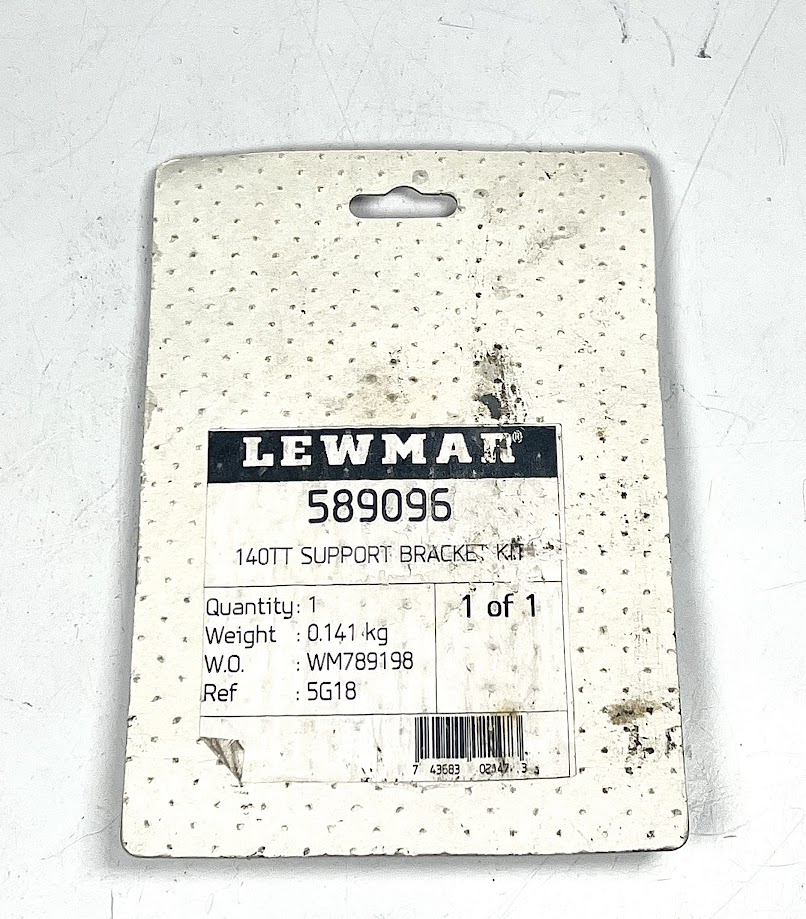 LEWMAR®
589096
140TT SUPPORT BRACKET KIT
Quantity: 1
1 of 1
Weight : 0.141 kg
W.O. : WM789198
Ref : 5G18
7 43683 02147 3